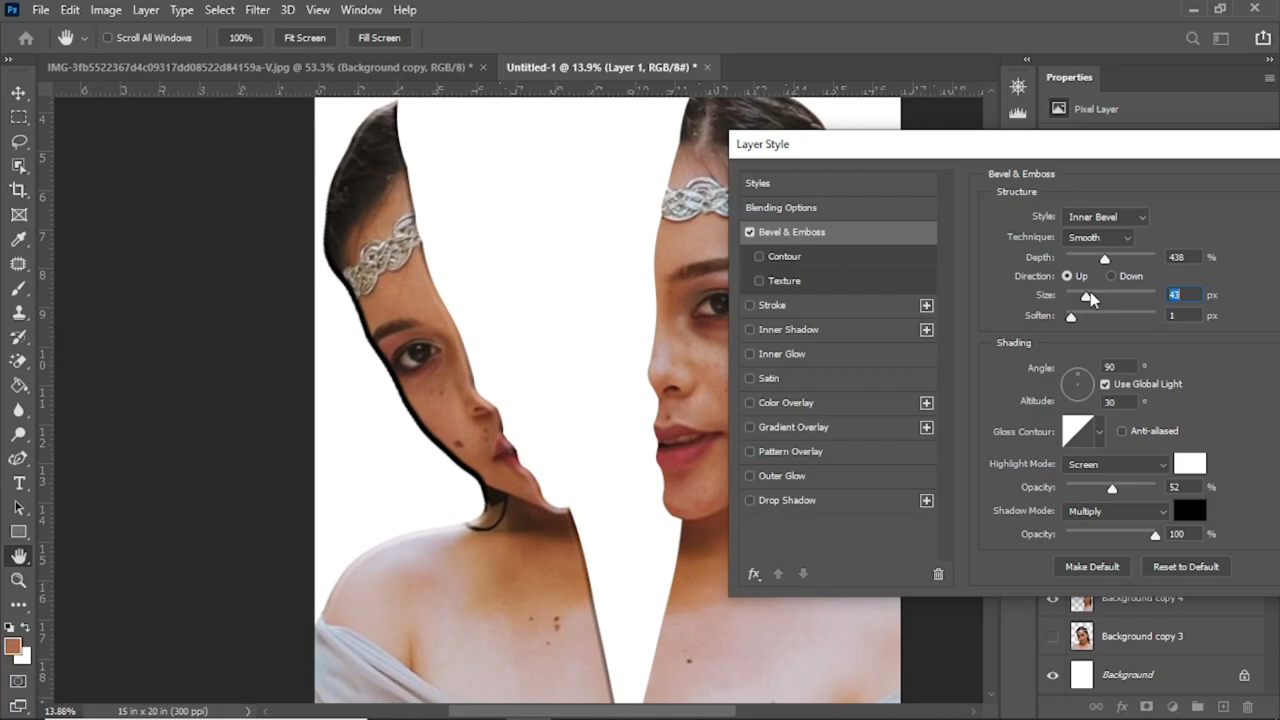 Ps File Edit Image Layer Type Select Filter 3D View Window Help
Scroll All Windows 100% Fit Screen Fill Screen
IMG-3fb5522367d4c09317dd08522d84159a-V.jpg @ 53.3% (Background copy, RGB/8) * × Untitled-1 @ 13.9% (Layer 1, RGB/8#) * ×
Properties
Pixel Layer
Layer Style
Styles
Blending Options
Bevel & Emboss
Contour
Texture
Stroke
Inner Shadow
Inner Glow
Satin
Color Overlay
Gradient Overlay
Pattern Overlay
Outer Glow
Drop Shadow
fx
Bevel & Emboss
Structure
Style: Inner Bevel
Technique: Smooth
Depth: 438 %
Direction: Up Down
Size: 43 px
Soften: 1 px
Shading
Angle: 90 °
Use Global Light
Altitude: 30 °
Gloss Contour: Anti-aliased
Highlight Mode: Screen
Opacity: 52 %
Shadow Mode: Multiply
Opacity: 100 %
Make Default Reset to Default
Background copy 4
Background copy 3
Background
13.88% 15 in x 20 in (300 ppi)